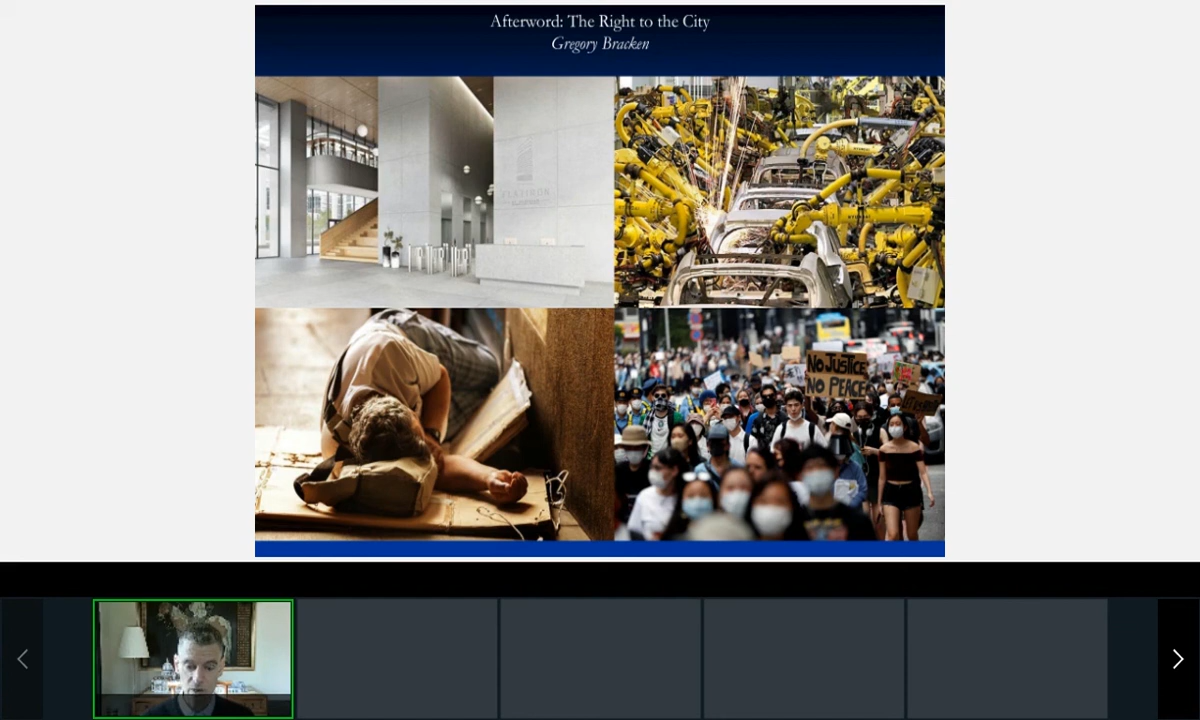 Afterword: The Right to the City
Gregory Bracken
NO JUSTICE
NO PEACE